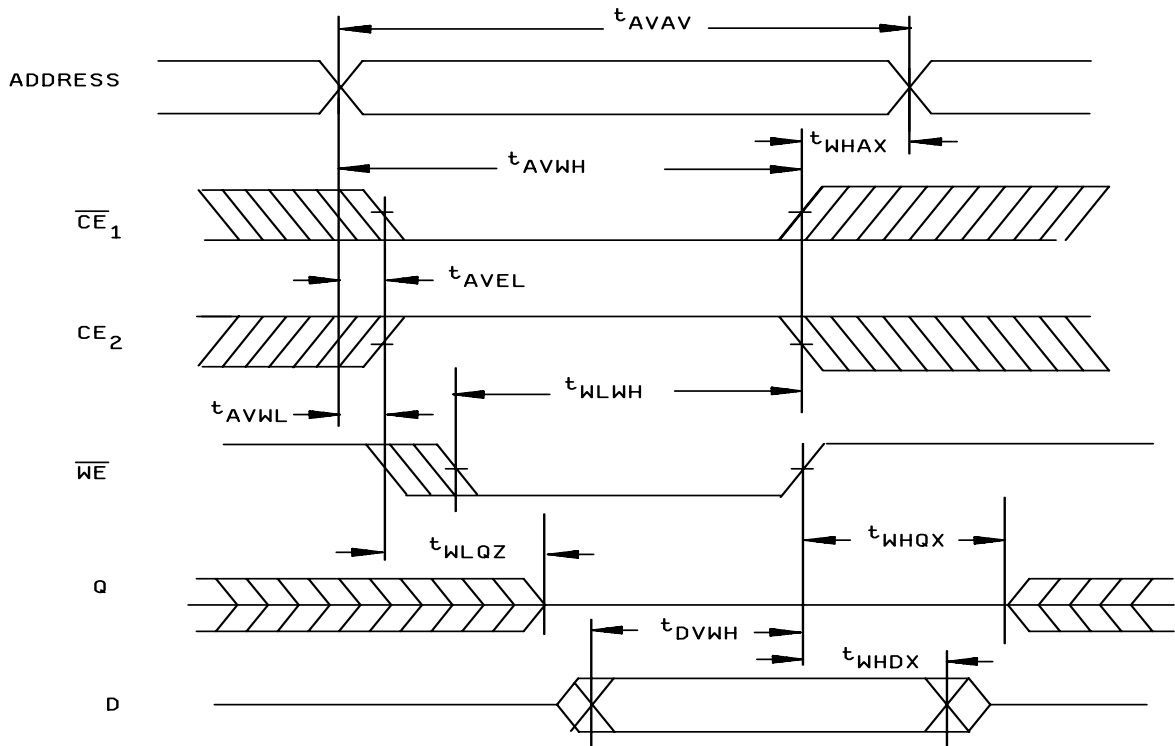 tAVAV
ADDRESS
tWHAX
tAVWH
CE1
tAVEL
CE2
tWLWH
tAVWL
WE
tWLQZ
tWHQX
Q
tDVWH
tWHDX
D